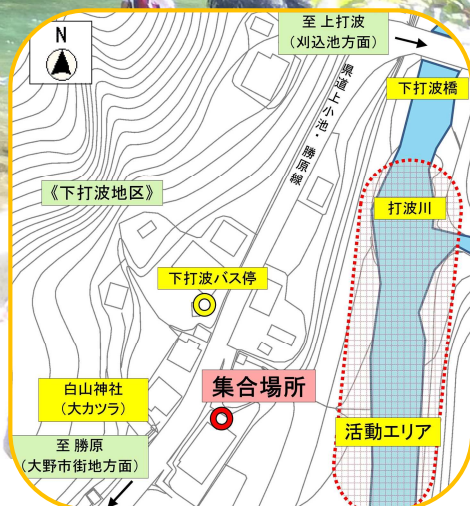 N
至 上打波
（刈込池方面）
下打波橋
県道上小池・勝原線
《下打波地区》
打波川
下打波バス停
集合場所
白山神社
（大カツラ）
活動エリア
至 勝原
（大野市街地方面）